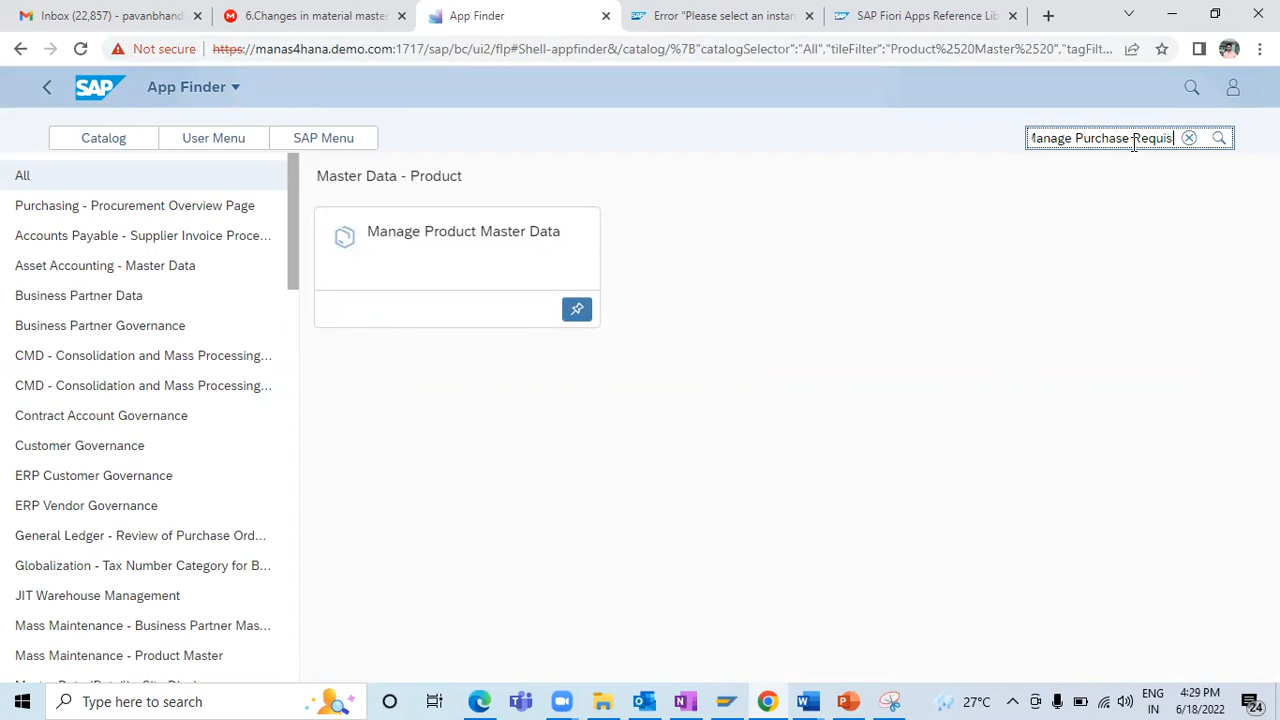 Inbox (22,857) - pavanbhand
6.Changes in material master
App Finder
Error "Please select an instan
SAP Fiori Apps Reference Lib
Not secure
https://manas4hana.demo.com:1717/sap/bc/ui2/flp#Shell-appfinder&/catalog/%7B"catalogSelector":"All","tileFilter":"Product%2520Master%2520","tagFilt...
SAP
App Finder
Catalog
User Menu
SAP Menu
Manage Purchase Requis
All
Purchasing - Procurement Overview Page
Accounts Payable - Supplier Invoice Proce...
Asset Accounting - Master Data
Business Partner Data
Business Partner Governance
CMD - Consolidation and Mass Processing...
CMD - Consolidation and Mass Processing...
Contract Account Governance
Customer Governance
ERP Customer Governance
ERP Vendor Governance
General Ledger - Review of Purchase Ord...
Globalization - Tax Number Category for B...
JIT Warehouse Management
Mass Maintenance - Business Partner Mas...
Mass Maintenance - Product Master
Master Data - Product
Manage Product Master Data
Type here to search
27°C
ENG
IN
4:29 PM
6/18/2022
24